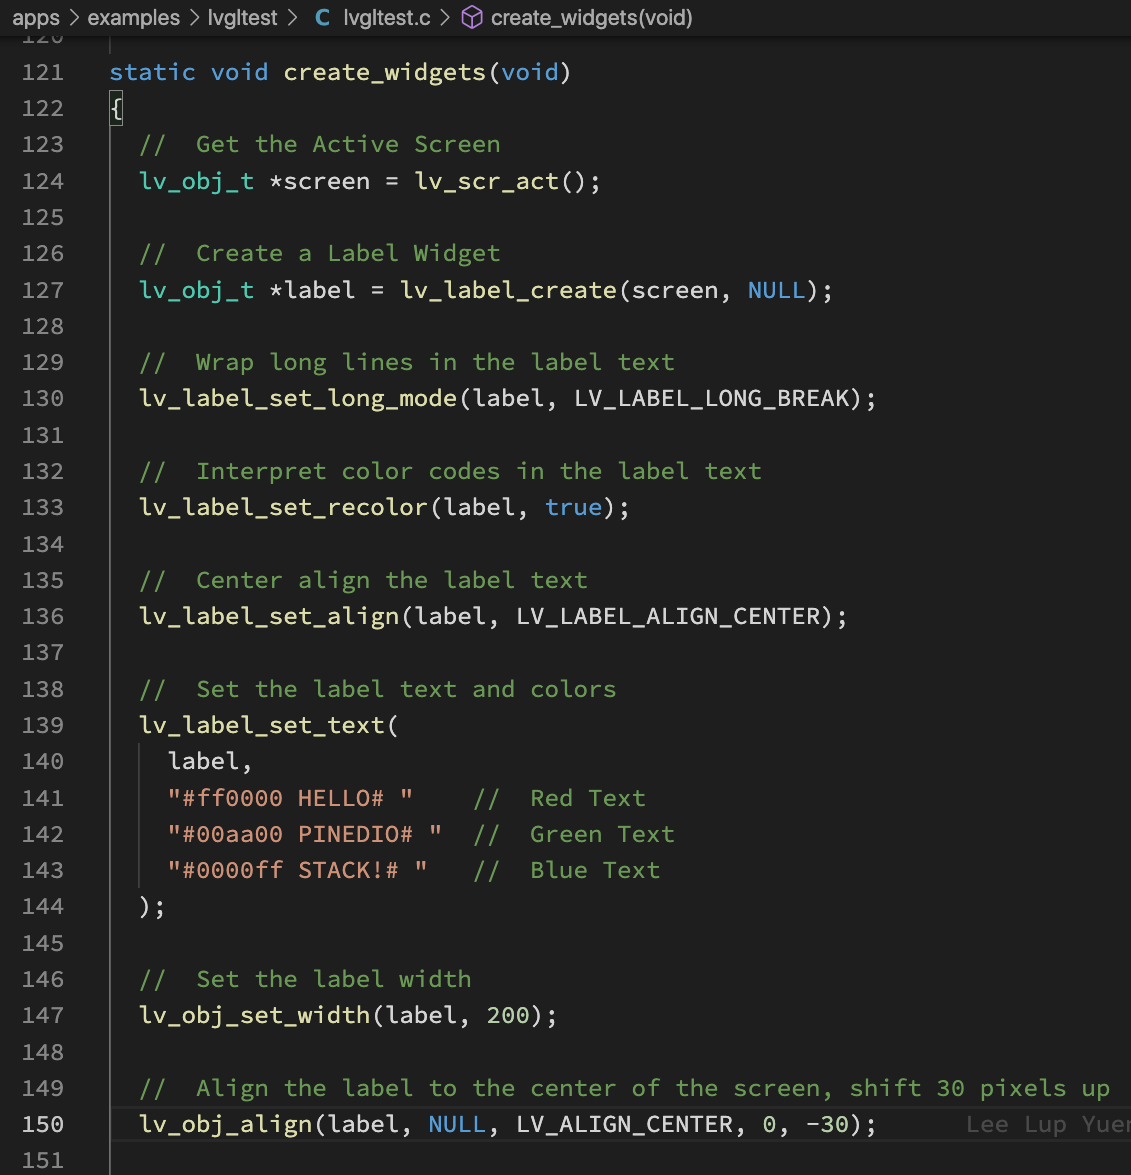 apps > examples > lvgltest > C lvgltest.c > create_widgets(void)
120
121 static void create_widgets(void)
122 {
123   //  Get the Active Screen
124   lv_obj_t *screen = lv_scr_act();
125
126   //  Create a Label Widget
127   lv_obj_t *label = lv_label_create(screen, NULL);
128
129   //  Wrap long lines in the label text
130   lv_label_set_long_mode(label, LV_LABEL_LONG_BREAK);
131
132   //  Interpret color codes in the label text
133   lv_label_set_recolor(label, true);
134
135   //  Center align the label text
136   lv_label_set_align(label, LV_LABEL_ALIGN_CENTER);
137
138   //  Set the label text and colors
139   lv_label_set_text(
140     label,
141     "#ff0000 HELLO# "    //  Red Text
142     "#00aa00 PINEDIO# "  //  Green Text
143     "#0000ff STACK!# "   //  Blue Text
144   );
145
146   //  Set the label width
147   lv_obj_set_width(label, 200);
148
149   //  Align the label to the center of the screen, shift 30 pixels up
150   lv_obj_align(label, NULL, LV_ALIGN_CENTER, 0, -30);      Lee Lup Yuen
151